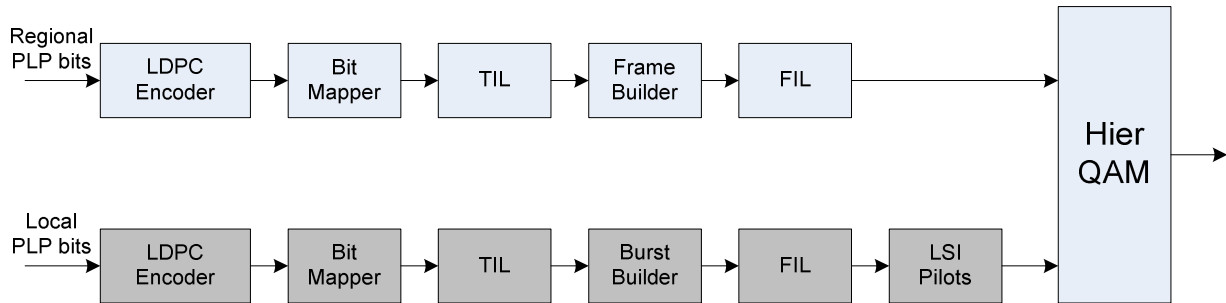 Regional
PLP bits
LDPC
Encoder
Bit
Mapper
TIL
Frame
Builder
FIL
Hier
QAM
Local
PLP bits
LDPC
Encoder
Bit
Mapper
TIL
Burst
Builder
FIL
LSI
Pilots